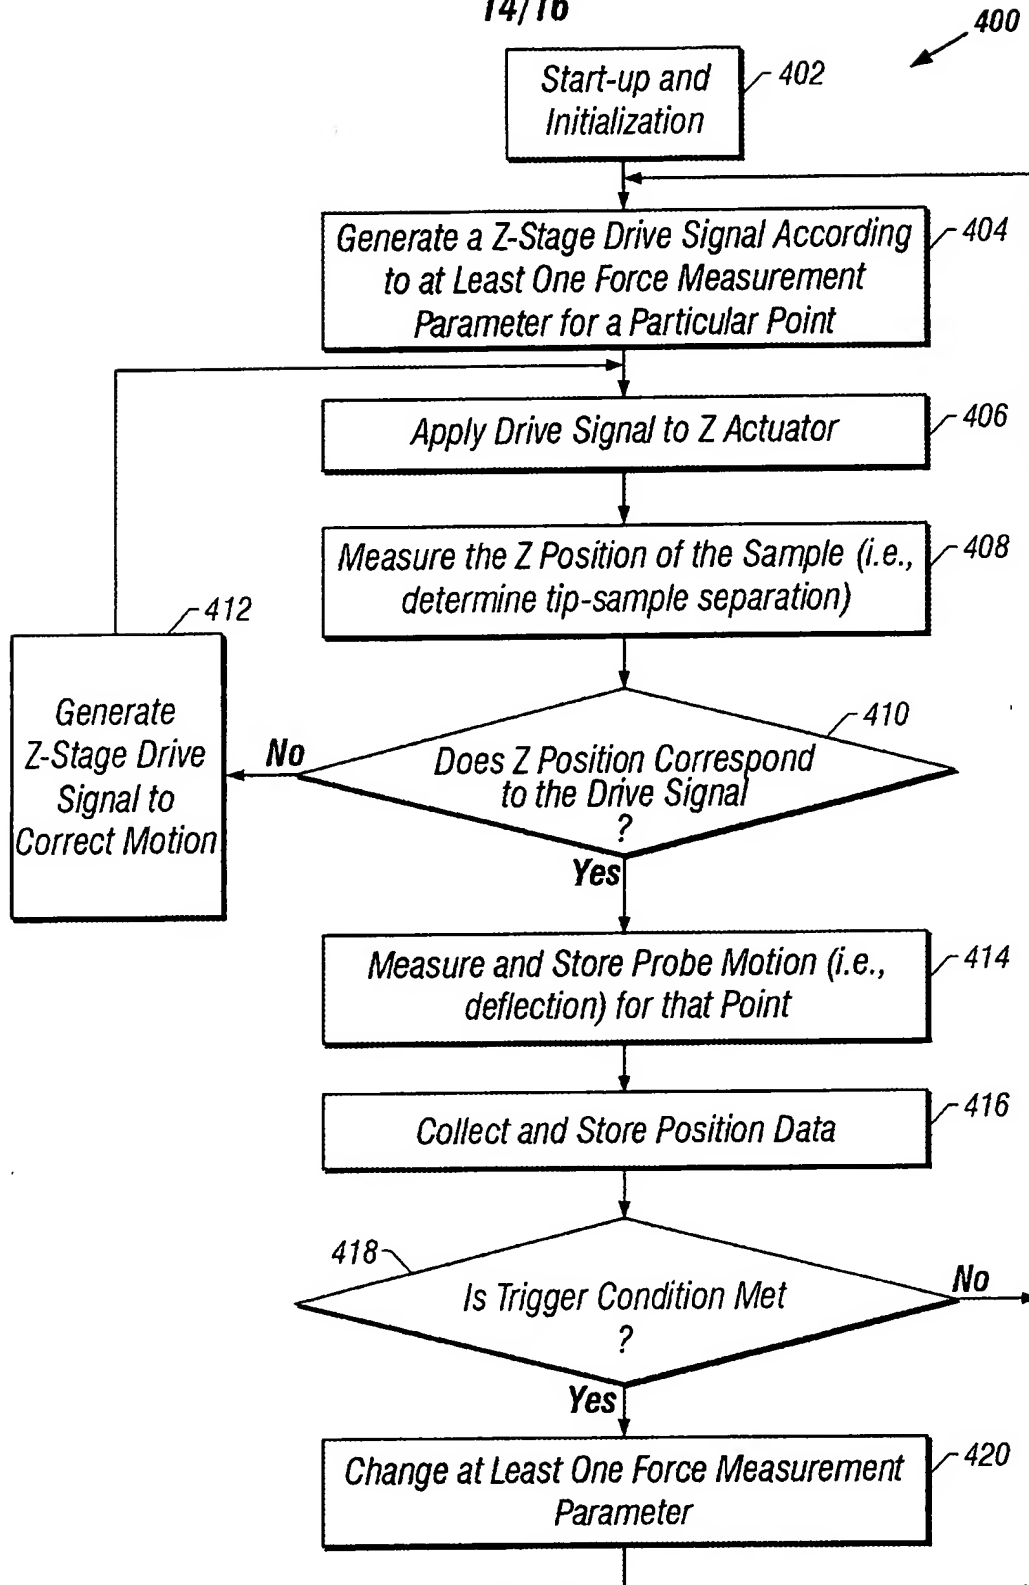 14/16
400
Start-up and
Initialization
402
Generate a Z-Stage Drive Signal According
to at Least One Force Measurement
Parameter for a Particular Point
404
Apply Drive Signal to Z Actuator
406
Measure the Z Position of the Sample (i.e.,
determine tip-sample separation)
408
412
Generate
Z-Stage Drive
Signal to
Correct Motion
No
410
Does Z Position Correspond
to the Drive Signal
?
Yes
Measure and Store Probe Motion (i.e.,
deflection) for that Point
414
Collect and Store Position Data
416
418
Is Trigger Condition Met
?
No
Yes
Change at Least One Force Measurement
Parameter
420